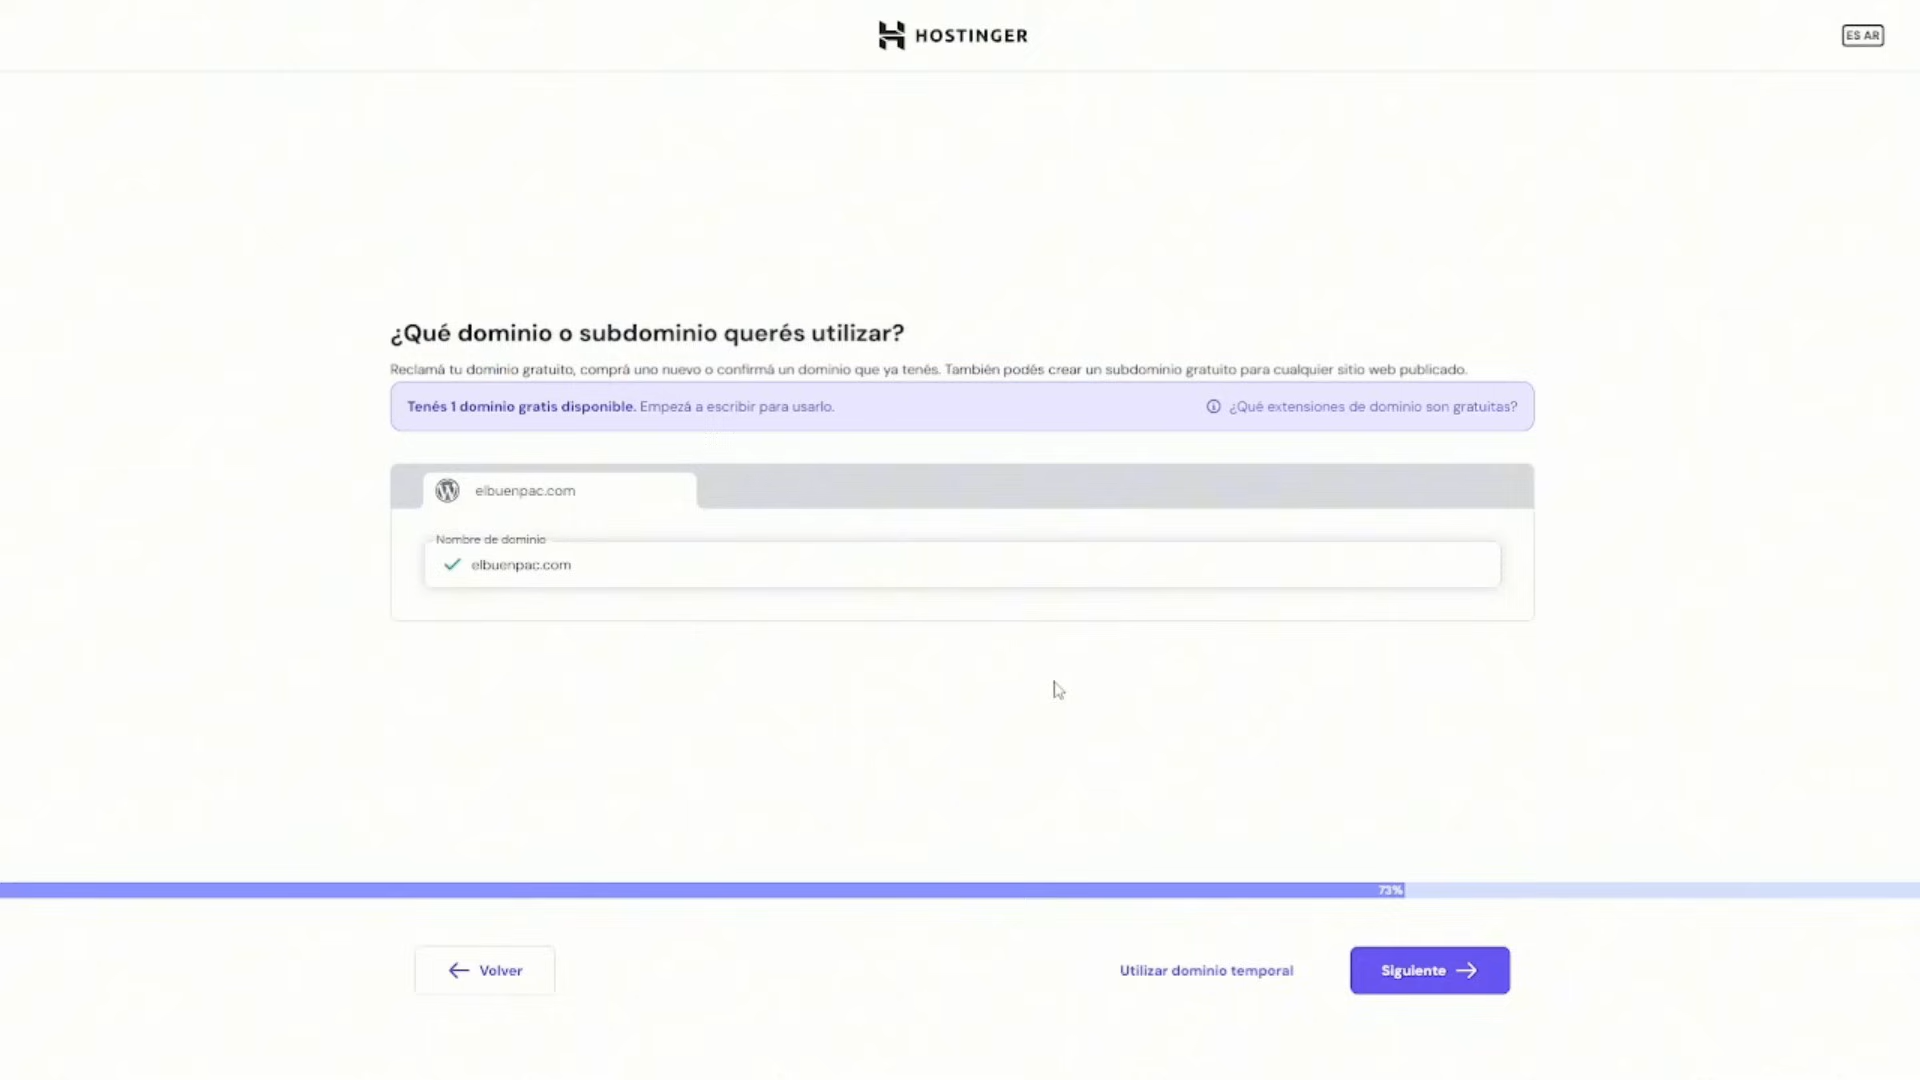 HOSTINGER
ES AR
¿Qué dominio o subdominio querés utilizar?
Reclamá tu dominio gratuito, comprá uno nuevo o confirmá un dominio que ya tenés. También podés crear un subdominio gratuito para cualquier sitio web publicado.
Tenés 1 dominio gratis disponible. Empezá a escribir para usarlo.
¿Qué extensiones de dominio son gratuitas?
elbuenpac.com
Nombre de dominio
elbuenpac.com
73%
Volver
Utilizar dominio temporal
Siguiente